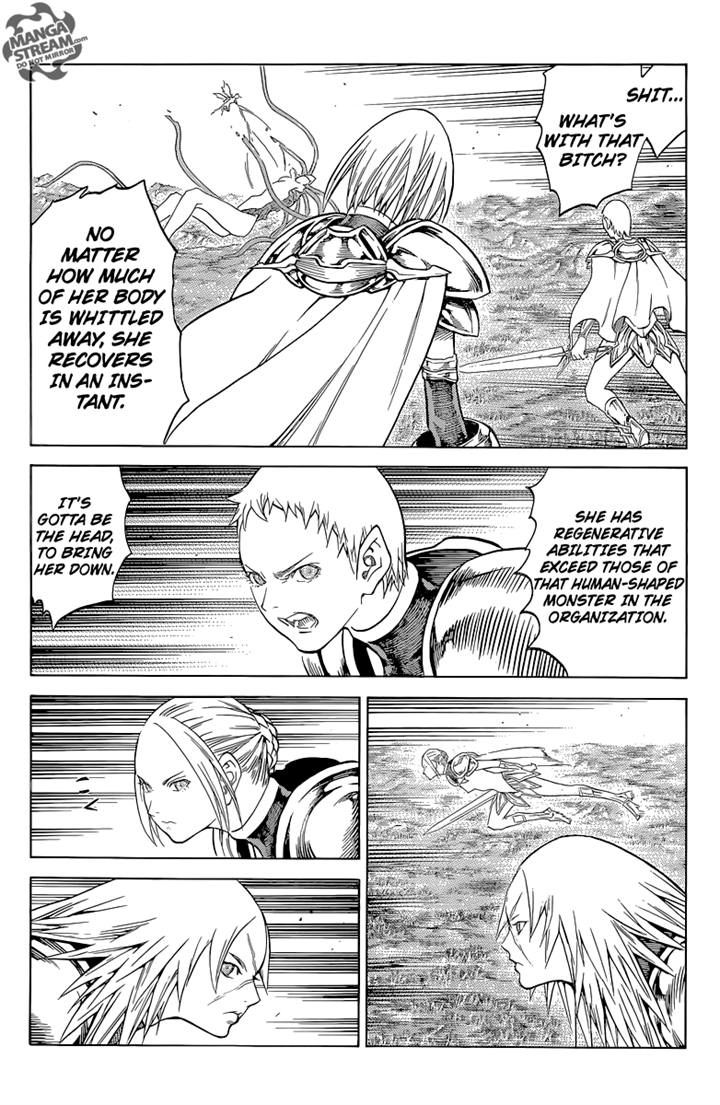 MANGA
STREAM.com
DO NOT MIRROR
SHIT...
WHAT'S
WITH THAT
BITCH?
NO
MATTER
HOW MUCH
OF HER BODY
IS WHITTLED
AWAY, SHE
RECOVERS
IN AN INS-
TANT.
SHE HAS
REGENERATIVE
ABILITIES THAT
EXCEED THOSE OF
THAT HUMAN-SHAPED
MONSTER IN THE
ORGANIZATION.
IT'S
GOTTA BE
THE HEAD,
TO BRING
HER DOWN.